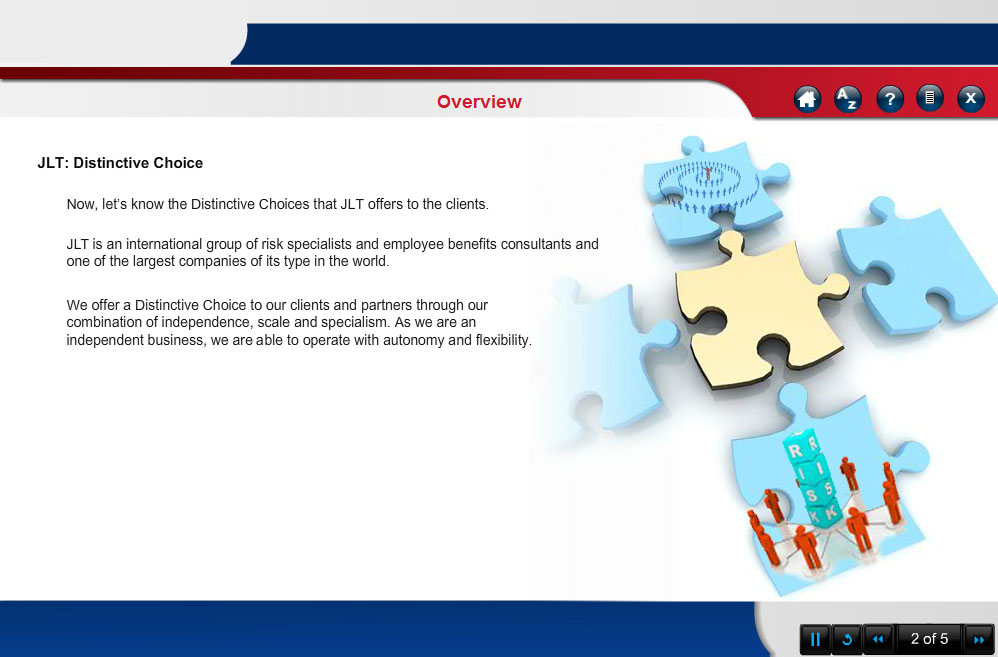 Overview
A
Z
?
X
JLT: Distinctive Choice
Now, let's know the Distinctive Choices that JLT offers to the clients.
JLT is an international group of risk specialists and employee benefits consultants and
one of the largest companies of its type in the world.
We offer a Distinctive Choice to our clients and partners through our
combination of independence, scale and specialism. As we are an
independent business, we are able to operate with autonomy and flexibility.
R R
I I
S S
K K
2 of 5